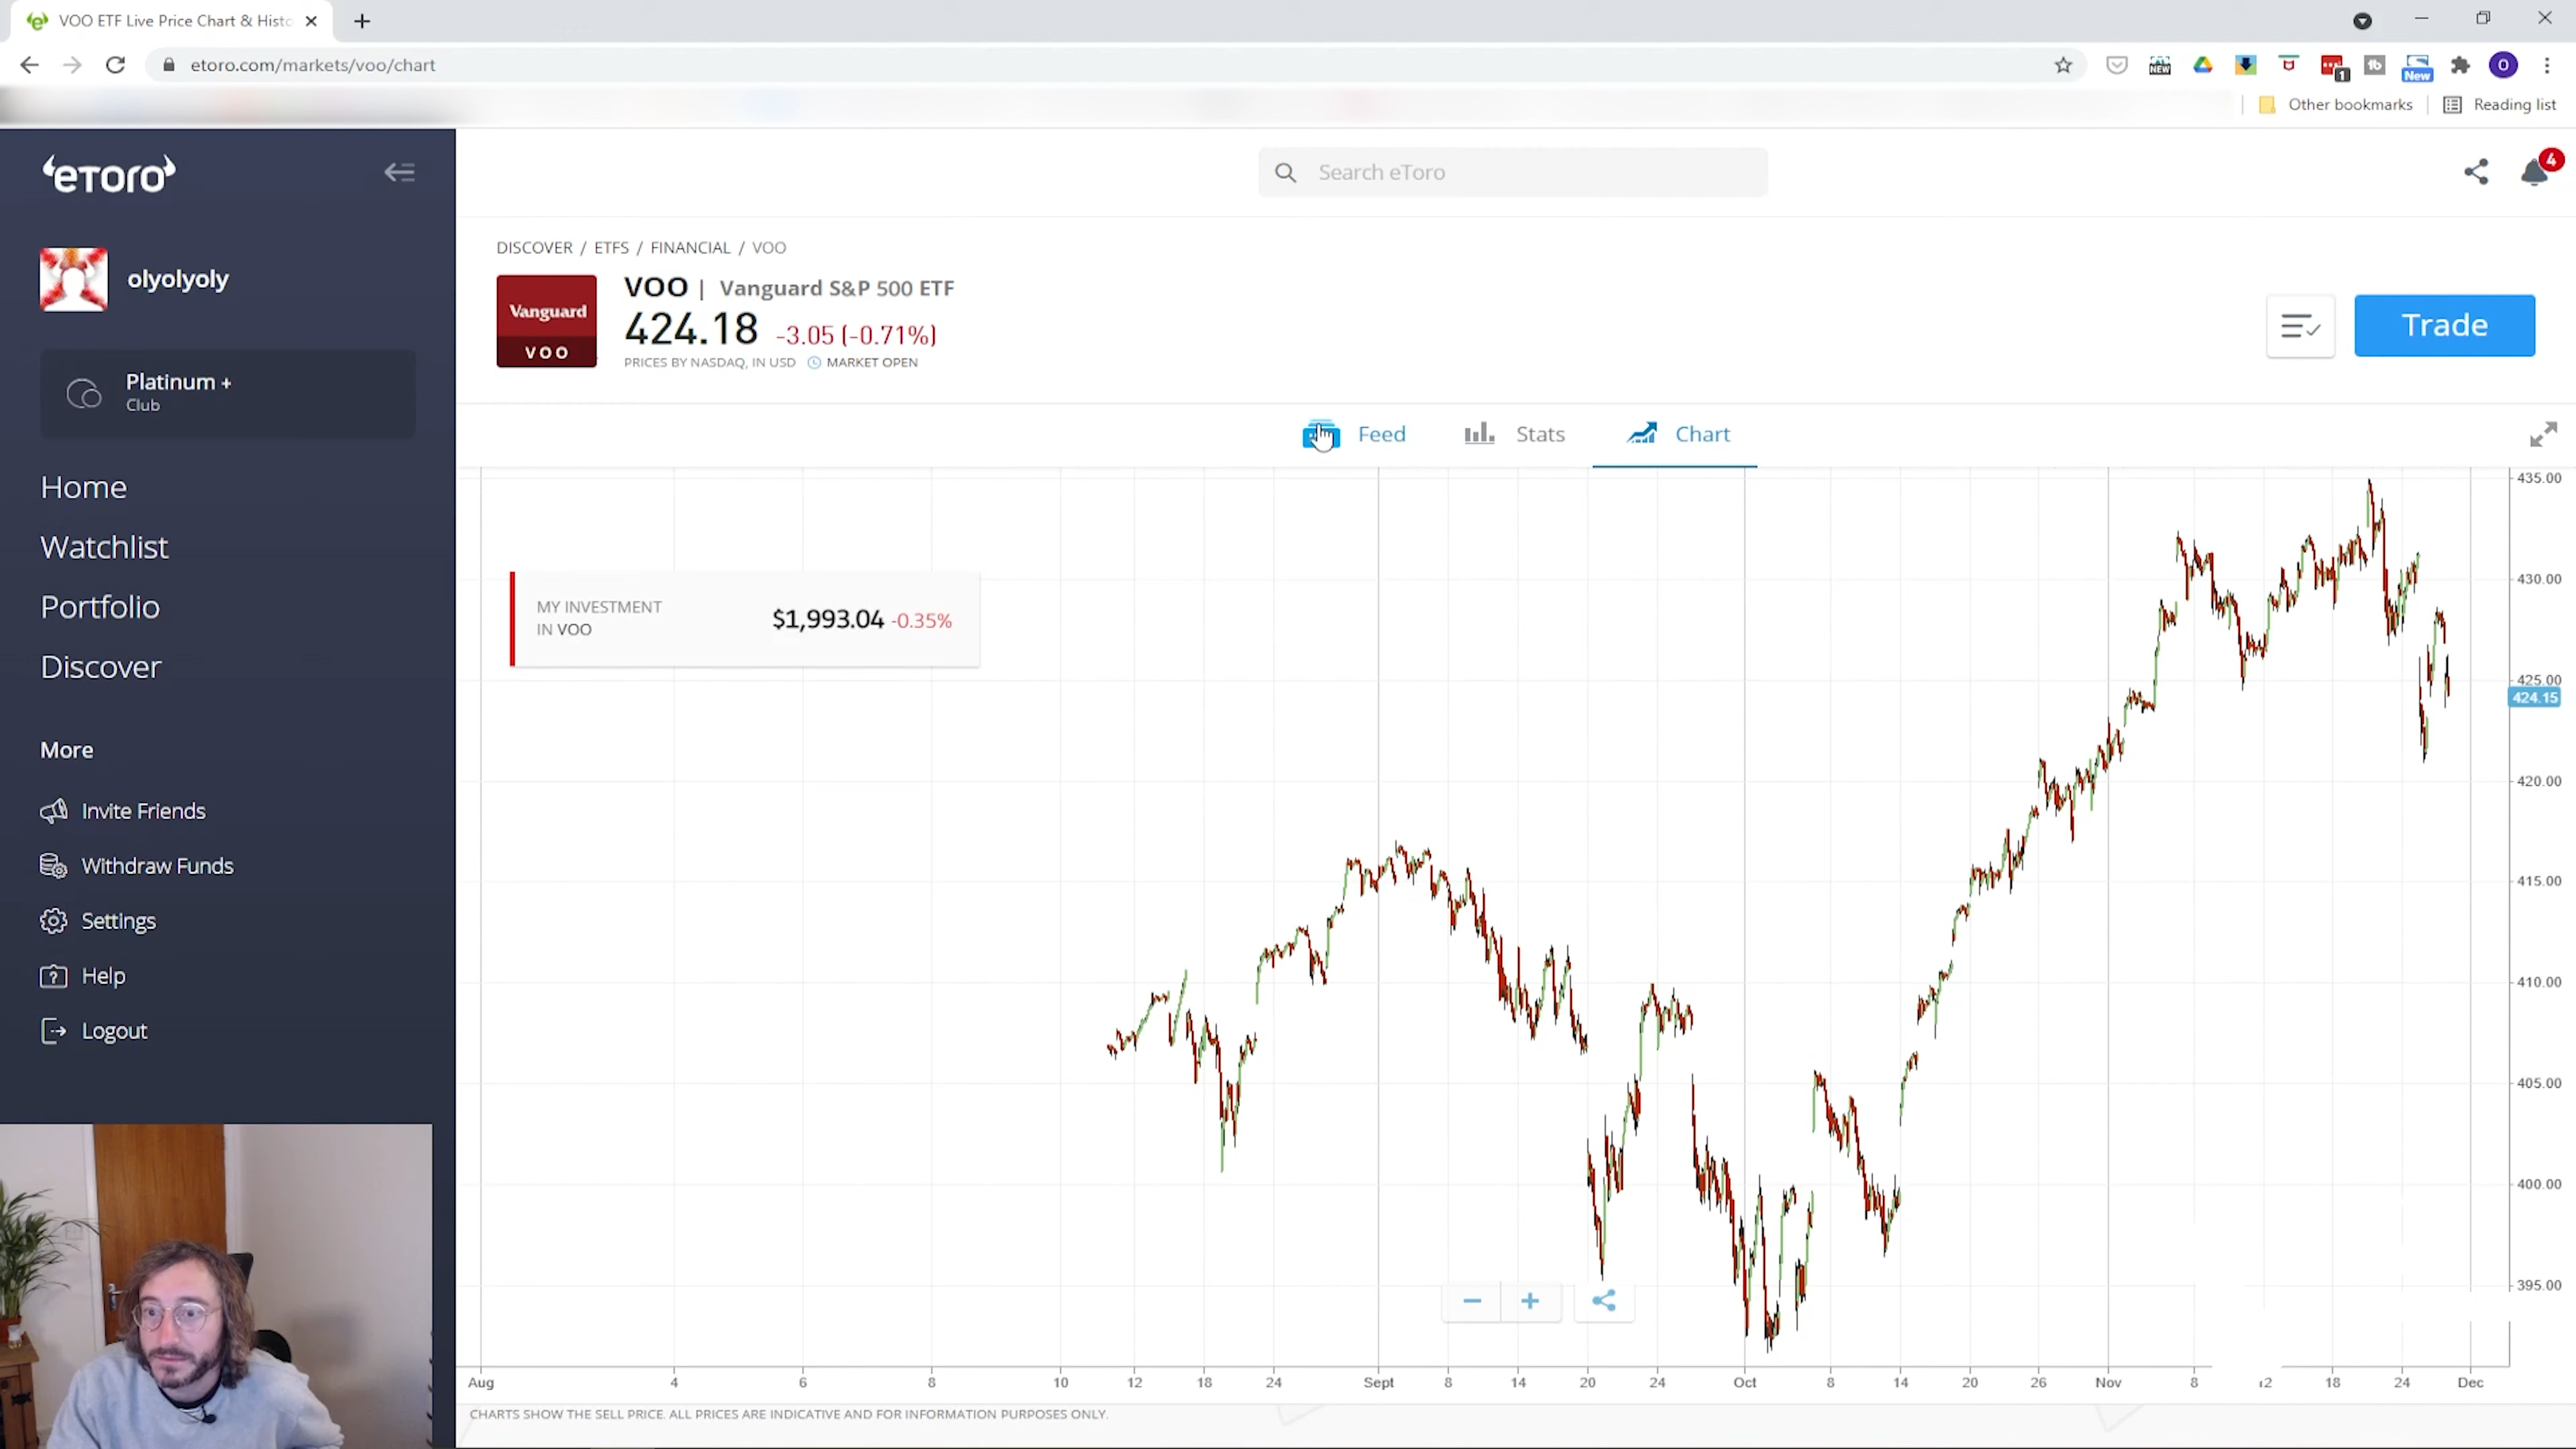 VOO ETF Live Price Chart & Histo
etoro.com/markets/voo/chart
NEW
1
New
O
Other bookmarks
Reading list
eToro
Search eToro
4
olyolyoly
Platinum +
Club
Home
Watchlist
Portfolio
Discover
More
Invite Friends
Withdraw Funds
Settings
Help
Logout
DISCOVER / ETFS / FINANCIAL / VOO
Vanguard
VOO
VOO | Vanguard S&P 500 ETF
424.18 -3.05 (-0.71%)
PRICES BY NASDAQ, IN USD MARKET OPEN
Trade
Feed
Stats
Chart
MY INVESTMENT
IN VOO
$1,993.04 -0.35%
435.00
430.00
425.00
424.15
420.00
415.00
410.00
405.00
400.00
395.00
Aug 4 6 8 10 12 18 24 Sept 8 14 20 24 Oct 8 14 20 26 Nov 8 12 18 24 Dec
CHARTS SHOW THE SELL PRICE. ALL PRICES ARE INDICATIVE AND FOR INFORMATION PURPOSES ONLY.